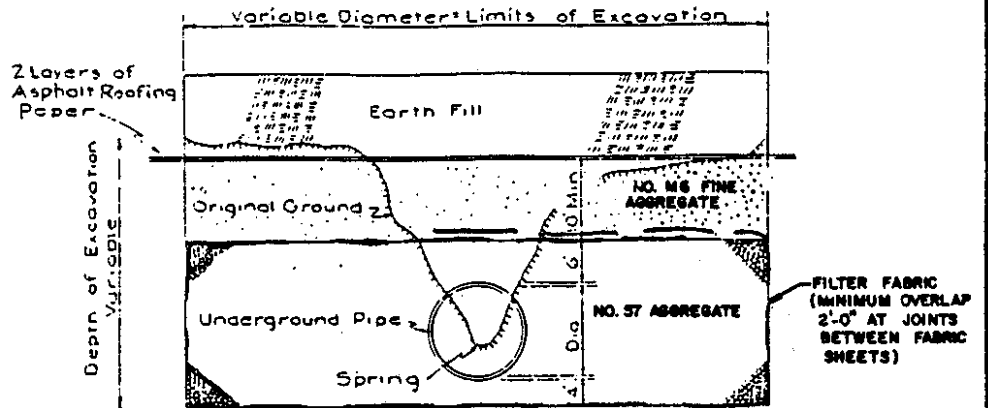 Variable Diameter = Limits of Excavation
2 Layers of
Asphalt Roofing
Paper
Earth Fill
Depth of Excavation
Variable
Original Ground
NO. M6 FINE
AGGREGATE
Min
6"
Underground Pipe
NO. 57 AGGREGATE
Dia
Spring
4"
FILTER FABRIC
(MINIMUM OVERLAP
2'-0" AT JOINTS
BETWEEN FABRIC
SHEETS)